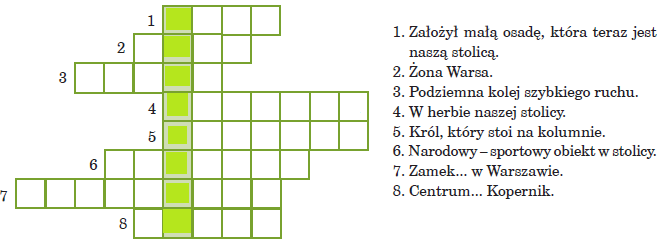 1
2
3
4
5
6
7
8
1. Założył małą osadę, która teraz jest
naszą stolicą.
2. Żona Warsa.
3. Podziemna kolej szybkiego ruchu.
4. W herbie naszej stolicy.
5. Król, który stoi na kolumnie.
6. Narodowy – sportowy obiekt w stolicy.
7. Zamek... w Warszawie.
8. Centrum... Kopernik.